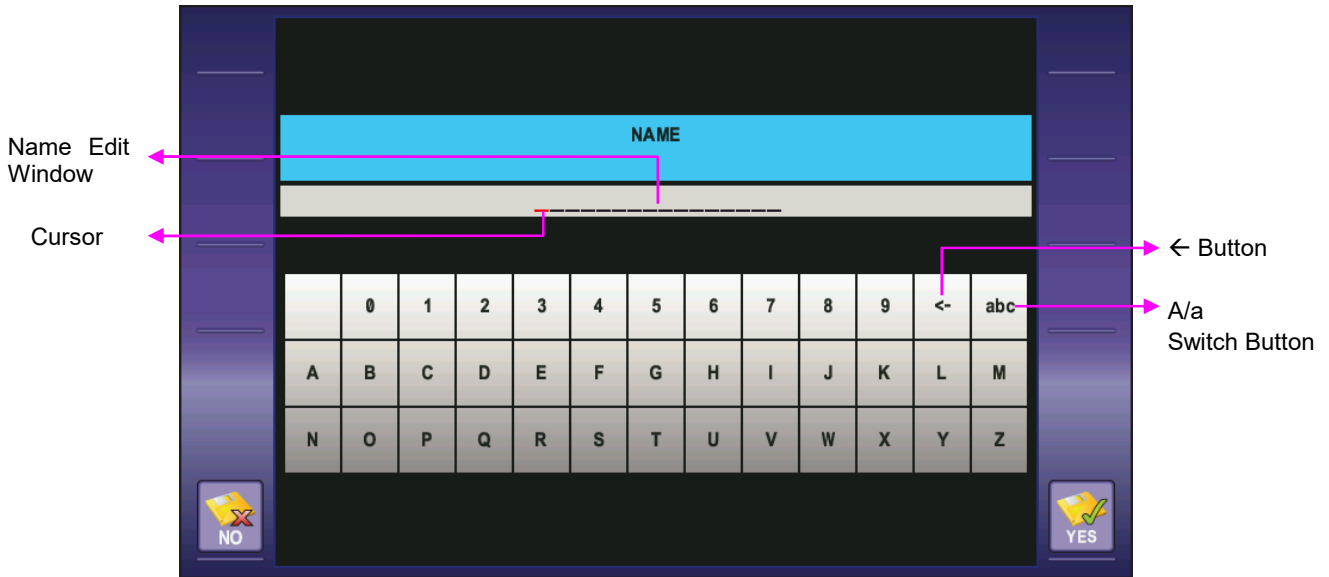 NAME
Name Edit
Window
Cursor
← Button
0 1 2 3 4 5 6 7 8 9 <- abc
A/a
Switch Button
A B C D E F G H I J K L M
N O P Q R S T U V W X Y Z
NO
YES